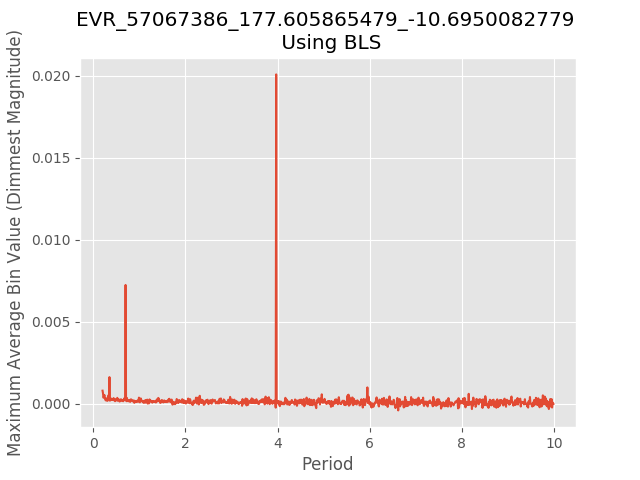 EVR_57067386_177.605865479_-10.6950082779
Using BLS
Maximum Average Bin Value (Dimmest Magnitude)
0.020
0.015
0.010
0.005
0.000
0
2
4
6
8
10
Period